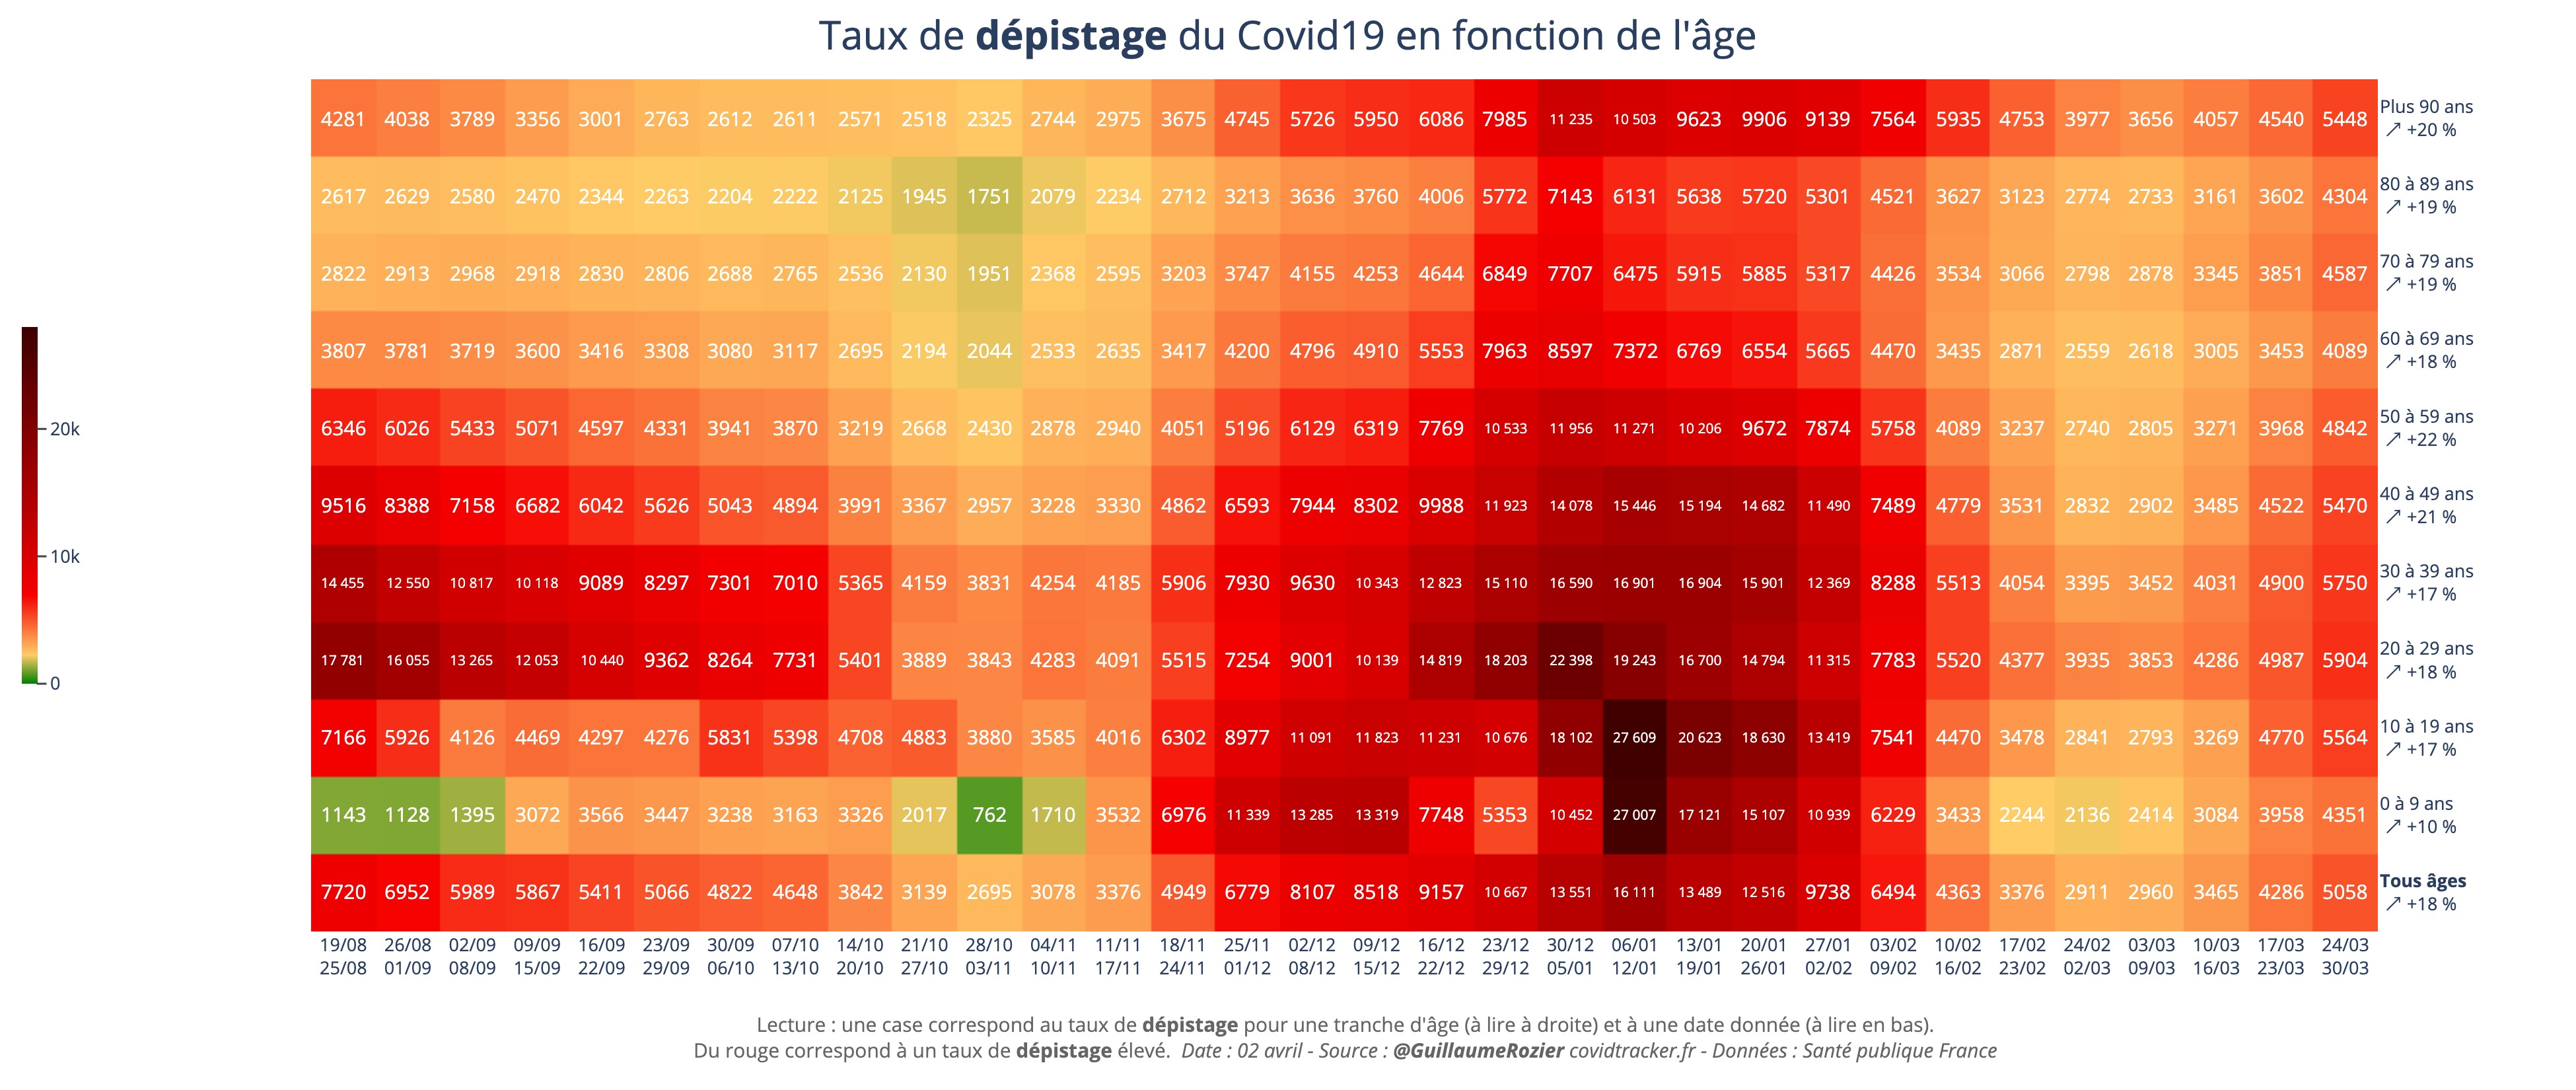 Taux de dépistage du Covid19 en fonction de l'âge
4281 4038 3789 3356 3001 2763 2612 2611 2571 2518 2325 2744 2975 3675 4745 5726 5950 6086 7985 11 235 10 503 9623 9906 9139 7564 5935 4753 3977 3656 4057 4540 5448 Plus 90 ans
↗ +20 %
2617 2629 2580 2470 2344 2263 2204 2222 2125 1945 1751 2079 2234 2712 3213 3636 3760 4006 5772 7143 6131 5638 5720 5301 4521 3627 3123 2774 2733 3161 3602 4304 80 à 89 ans
↗ +19 %
2822 2913 2968 2918 2830 2806 2688 2765 2536 2130 1951 2368 2595 3203 3747 4155 4253 4644 6849 7707 6475 5915 5885 5317 4426 3534 3066 2798 2878 3345 3851 4587 70 à 79 ans
↗ +19 %
3807 3781 3719 3600 3416 3308 3080 3117 2695 2194 2044 2533 2635 3417 4200 4796 4910 5553 7963 8597 7372 6769 6554 5665 4470 3435 2871 2559 2618 3005 3453 4089 60 à 69 ans
↗ +18 %
6346 6026 5433 5071 4597 4331 3941 3870 3219 2668 2430 2878 2940 4051 5196 6129 6319 7769 10 533 11 956 11 271 10 206 9672 7874 5758 4089 3237 2740 2805 3271 3968 4842 50 à 59 ans
↗ +22 %
9516 8388 7158 6682 6042 5626 5043 4894 3991 3367 2957 3228 3330 4862 6593 7944 8302 9988 11 923 14 078 15 446 15 194 14 682 11 490 7489 4779 3531 2832 2902 3485 4522 5470 40 à 49 ans
↗ +21 %
14 455 12 550 10 817 10 118 9089 8297 7301 7010 5365 4159 3831 4254 4185 5906 7930 9630 10 343 12 823 15 110 16 590 16 901 16 904 15 901 12 369 8288 5513 4054 3395 3452 4031 4900 5750 30 à 39 ans
↗ +17 %
17 781 16 055 13 265 12 053 10 440 9362 8264 7731 5401 3889 3843 4283 4091 5515 7254 9001 10 139 14 819 18 203 22 398 19 243 16 700 14 794 11 315 7783 5520 4377 3935 3853 4286 4987 5904 20 à 29 ans
↗ +18 %
7166 5926 4126 4469 4297 4276 5831 5398 4708 4883 3880 3585 4016 6302 8977 11 091 11 823 11 231 10 676 18 102 27 609 20 623 18 630 13 419 7541 4470 3478 2841 2793 3269 4770 5564 10 à 19 ans
↗ +17 %
1143 1128 1395 3072 3566 3447 3238 3163 3326 2017 762 1710 3532 6976 11 339 13 285 13 319 7748 5353 10 452 27 007 17 121 15 107 10 939 6229 3433 2244 2136 2414 3084 3958 4351 0 à 9 ans
↗ +10 %
7720 6952 5989 5867 5411 5066 4822 4648 3842 3139 2695 3078 3376 4949 6779 8107 8518 9157 10 667 13 551 16 111 13 489 12 516 9738 6494 4363 3376 2911 2960 3465 4286 5058 Tous âges
↗ +18 %
20k
10k
0
19/08 26/08 02/09 09/09 16/09 23/09 30/09 07/10 14/10 21/10 28/10 04/11 11/11 18/11 25/11 02/12 09/12 16/12 23/12 30/12 06/01 13/01 20/01 27/01 03/02 10/02 17/02 24/02 03/03 10/03 17/03 24/03
25/08 01/09 08/09 15/09 22/09 29/09 06/10 13/10 20/10 27/10 03/11 10/11 17/11 24/11 01/12 08/12 15/12 22/12 29/12 05/01 12/01 19/01 26/01 02/02 09/02 16/02 23/02 02/03 09/03 16/03 23/03 30/03
Lecture : une case correspond au taux de dépistage pour une tranche d'âge (à lire à droite) et à une date donnée (à lire en bas).
Du rouge correspond à un taux de dépistage élevé. Date : 02 avril - Source : @GuillaumeRozier covidtracker.fr - Données : Santé publique France